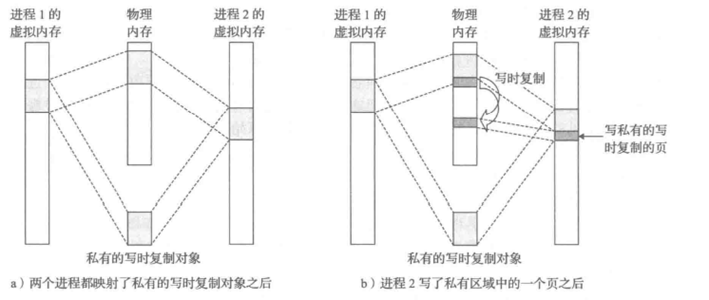 进程1的
虚拟内存
物理
内存
进程2的
虚拟内存
私有的写时复制对象
a）两个进程都映射了私有的写时复制对象之后
进程1的
虚拟内存
物理
内存
进程2的
虚拟内存
写时复制
写私有的写
时复制的页
私有的写时复制对象
b）进程2写了私有区域中的一个页之后